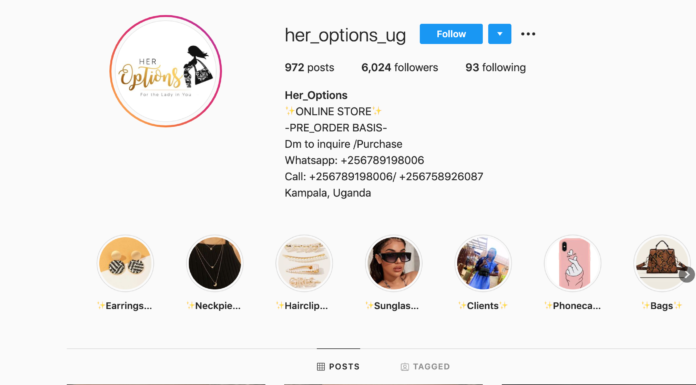 HER
Options
For the Lady in You
her_options_ug
Follow
972 posts 6,024 followers 93 following
Her_Options
✨ONLINE STORE✨
-PRE_ORDER BASIS-
Dm to inquire /Purchase
Whatsapp: +256789198006
Call: +256789198006/ +256758926087
Kampala, Uganda
✨Earrings... ✨Neckpie... ✨Hairclip... ✨Sunglas... ✨Clients✨ ✨Phoneca... ✨Bags✨
POSTS TAGGED